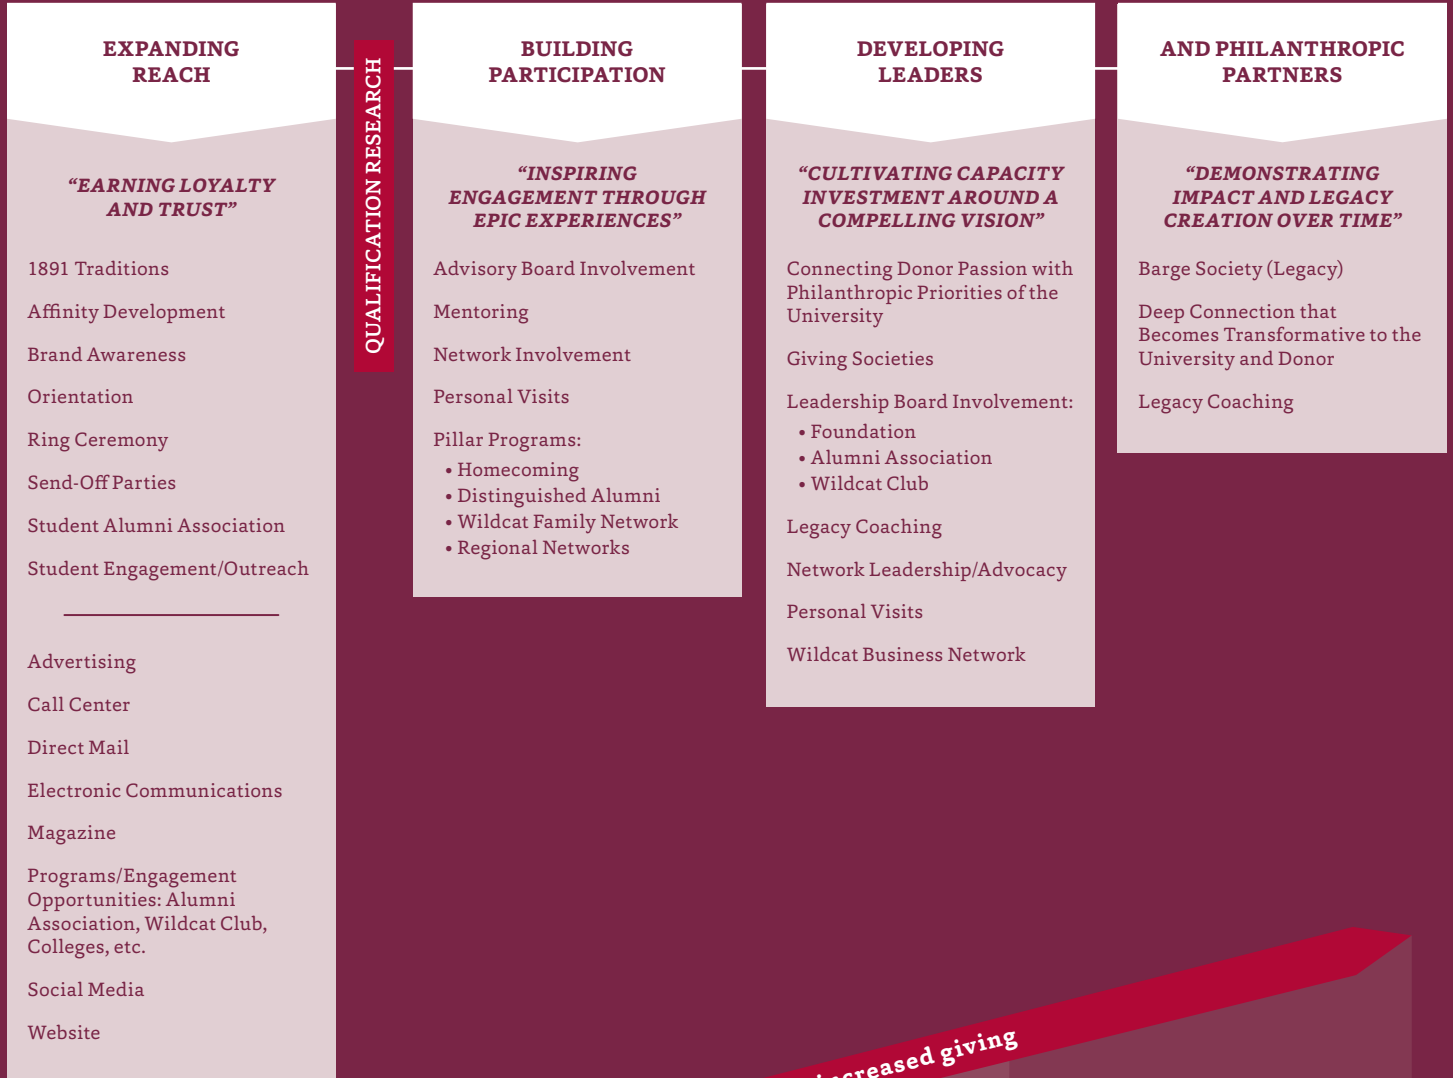 EXPANDING
REACH
“EARNING LOYALTY
AND TRUST”
1891 Traditions
Affinity Development
Brand Awareness
Orientation
Ring Ceremony
Send-Off Parties
Student Alumni Association
Student Engagement/Outreach
Advertising
Call Center
Direct Mail
Electronic Communications
Magazine
Programs/Engagement
Opportunities: Alumni
Association, Wildcat Club,
Colleges, etc.
Social Media
Website
QUALIFICATION RESEARCH
BUILDING
PARTICIPATION
“INSPIRING
ENGAGEMENT THROUGH
EPIC EXPERIENCES”
Advisory Board Involvement
Mentoring
Network Involvement
Personal Visits
Pillar Programs:
• Homecoming
• Distinguished Alumni
• Wildcat Family Network
• Regional Networks
DEVELOPING
LEADERS
“CULTIVATING CAPACITY
INVESTMENT AROUND A
COMPELLING VISION”
Connecting Donor Passion with
Philanthropic Priorities of the
University
Giving Societies
Leadership Board Involvement:
• Foundation
• Alumni Association
• Wildcat Club
Legacy Coaching
Network Leadership/Advocacy
Personal Visits
Wildcat Business Network
AND PHILANTHROPIC
PARTNERS
“DEMONSTRATING
IMPACT AND LEGACY
CREATION OVER TIME”
Barge Society (Legacy)
Deep Connection that
Becomes Transformative to the
University and Donor
Legacy Coaching
increased giving